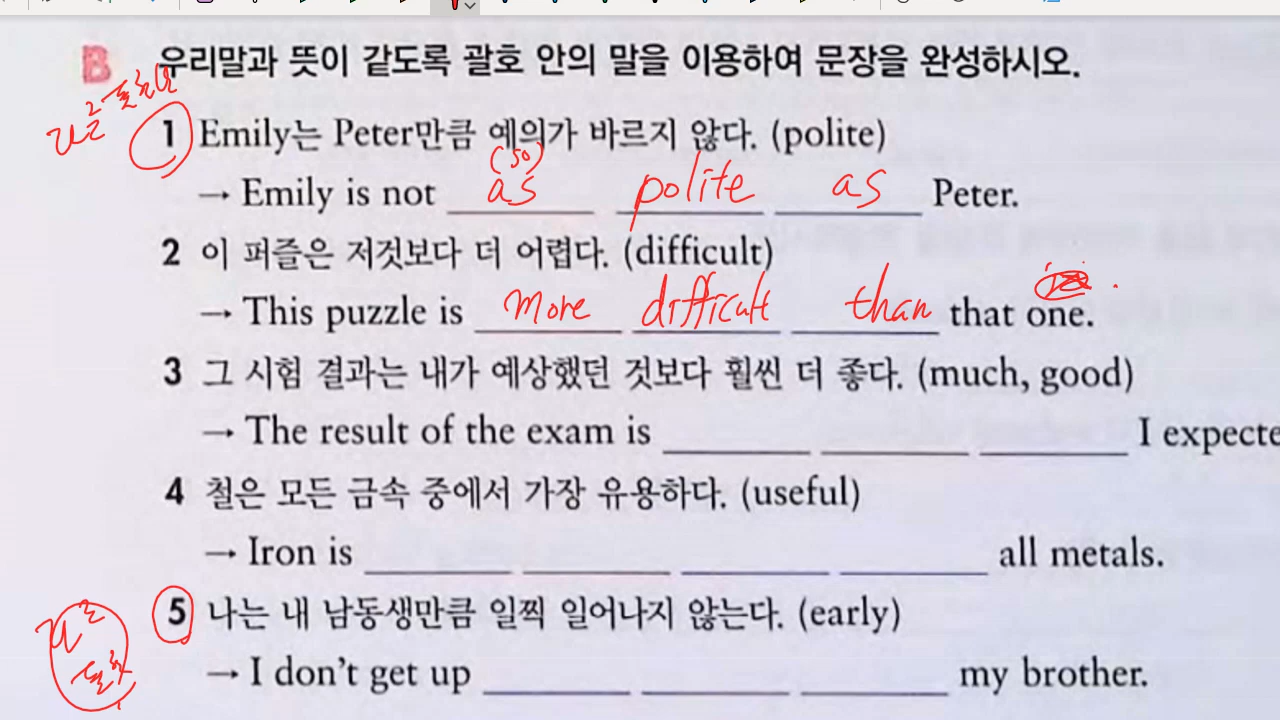 B 우리말과 뜻이 같도록 괄호 안의 말을 이용하여 문장을 완성하시오.
1 Emily는 Peter만큼 예의가 바르지 않다. (polite)
(so)
→ Emily is not as polite as Peter.
2 이 퍼즐은 저것보다 더 어렵다. (difficult)
→ This puzzle is more difficult than that one.
3 그 시험 결과는 내가 예상했던 것보다 훨씬 더 좋다. (much, good)
→ The result of the exam is I expecte
4 철은 모든 금속 중에서 가장 유용하다. (useful)
→ Iron is all metals.
5 나는 내 남동생만큼 일찍 일어나지 않는다. (early)
→ I don't get up my brother.